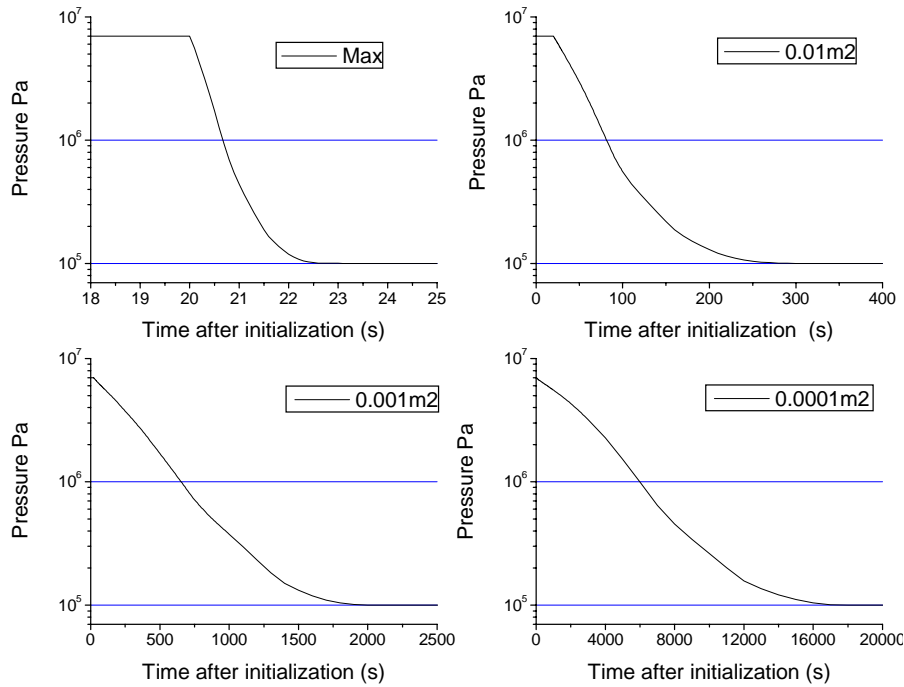 10^7
10^6
10^5
Pressure Pa
Max
18 19 20 21 22 23 24 25
Time after initialization (s)
10^7
10^6
10^5
Pressure Pa
0.01m2
0 100 200 300 400
Time after initialization (s)
10^7
10^6
10^5
Pressure Pa
0.001m2
0 500 1000 1500 2000 2500
Time after initialization (s)
10^7
10^6
10^5
Pressure Pa
0.0001m2
0 4000 8000 12000 16000 20000
Time after initialization (s)